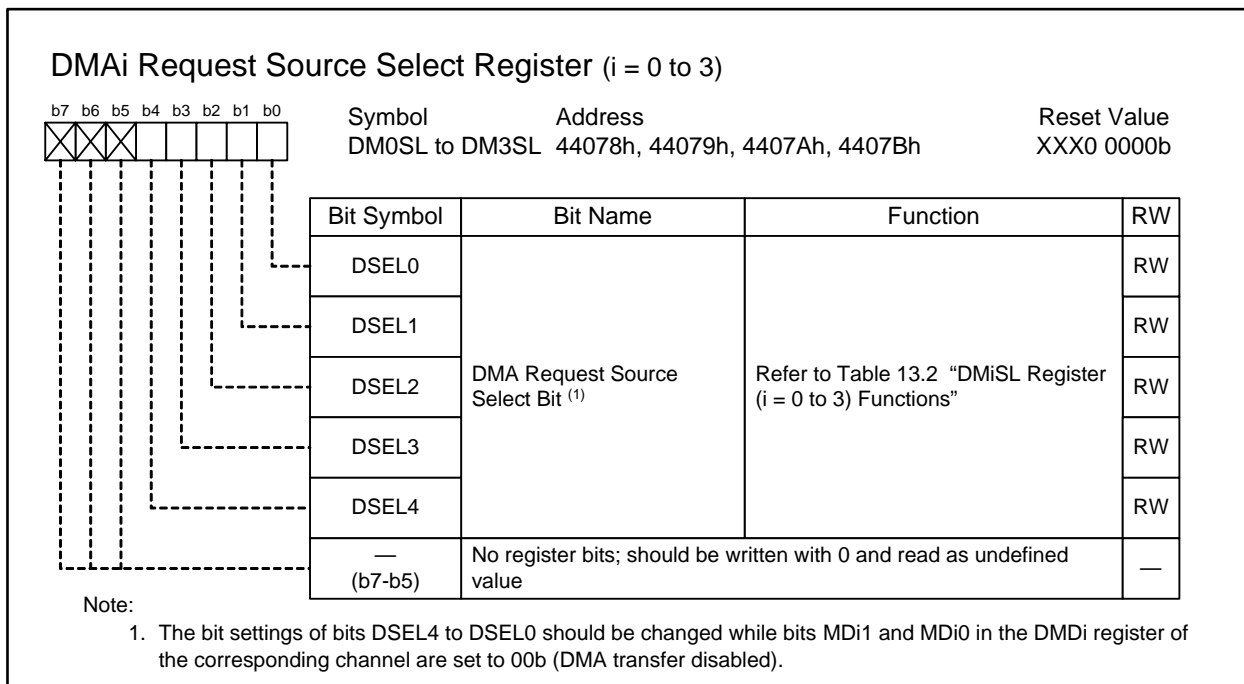 DMAi Request Source Select Register (i = 0 to 3)
b7 b6 b5 b4 b3 b2 b1 b0
Symbol Address Reset Value
DM0SL to DM3SL 44078h, 44079h, 4407Ah, 4407Bh XXX0 0000b
Bit Symbol Bit Name Function RW
DSEL0 RW
DSEL1 RW
DSEL2 RW
DMA Request Source
Select Bit (1)
Refer to Table 13.2 “DMiSL Register
(i = 0 to 3) Functions”
DSEL3 RW
DSEL4 RW
—
(b7-b5)
No register bits; should be written with 0 and read as undefined
value
—
Note:
1. The bit settings of bits DSEL4 to DSEL0 should be changed while bits MDi1 and MDi0 in the DMDi register of
the corresponding channel are set to 00b (DMA transfer disabled).